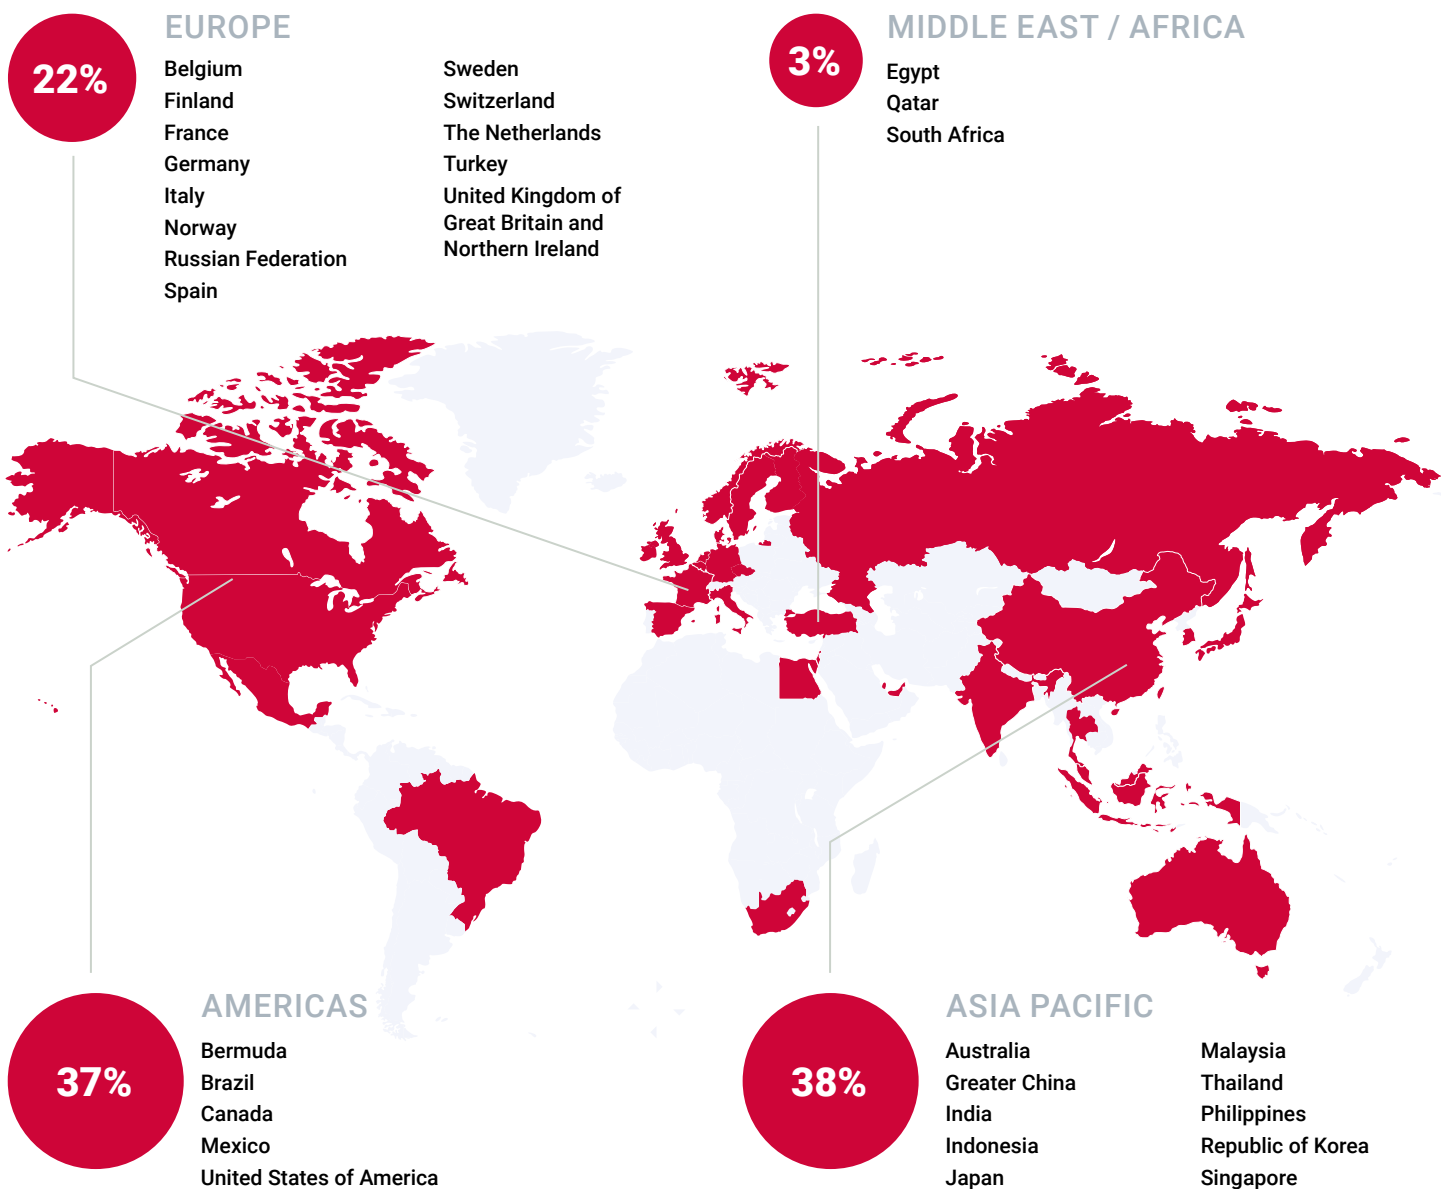 EUROPE
22%
Belgium
Finland
France
Germany
Italy
Norway
Russian Federation
Spain
Sweden
Switzerland
The Netherlands
Turkey
United Kingdom of
Great Britain and
Northern Ireland
MIDDLE EAST / AFRICA
3%
Egypt
Qatar
South Africa
AMERICAS
37%
Bermuda
Brazil
Canada
Mexico
United States of America
ASIA PACIFIC
38%
Australia
Greater China
India
Indonesia
Japan
Malaysia
Thailand
Philippines
Republic of Korea
Singapore